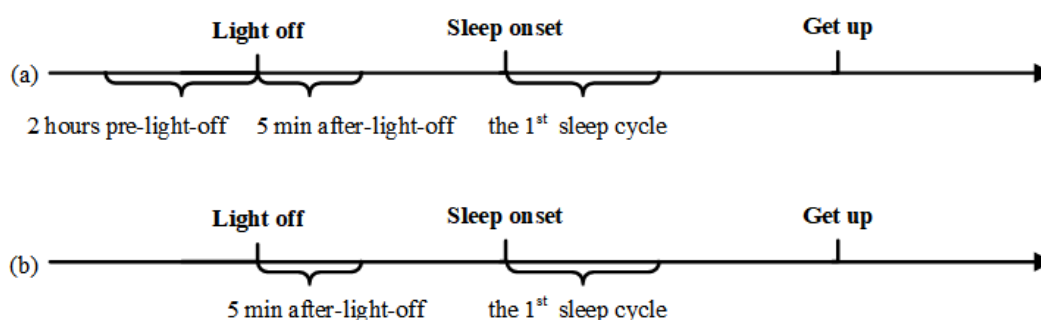 Light off Sleep onset Get up
(a)
2 hours pre-light-off 5 min after-light-off the 1st sleep cycle
Light off Sleep onset Get up
(b)
5 min after-light-off the 1st sleep cycle